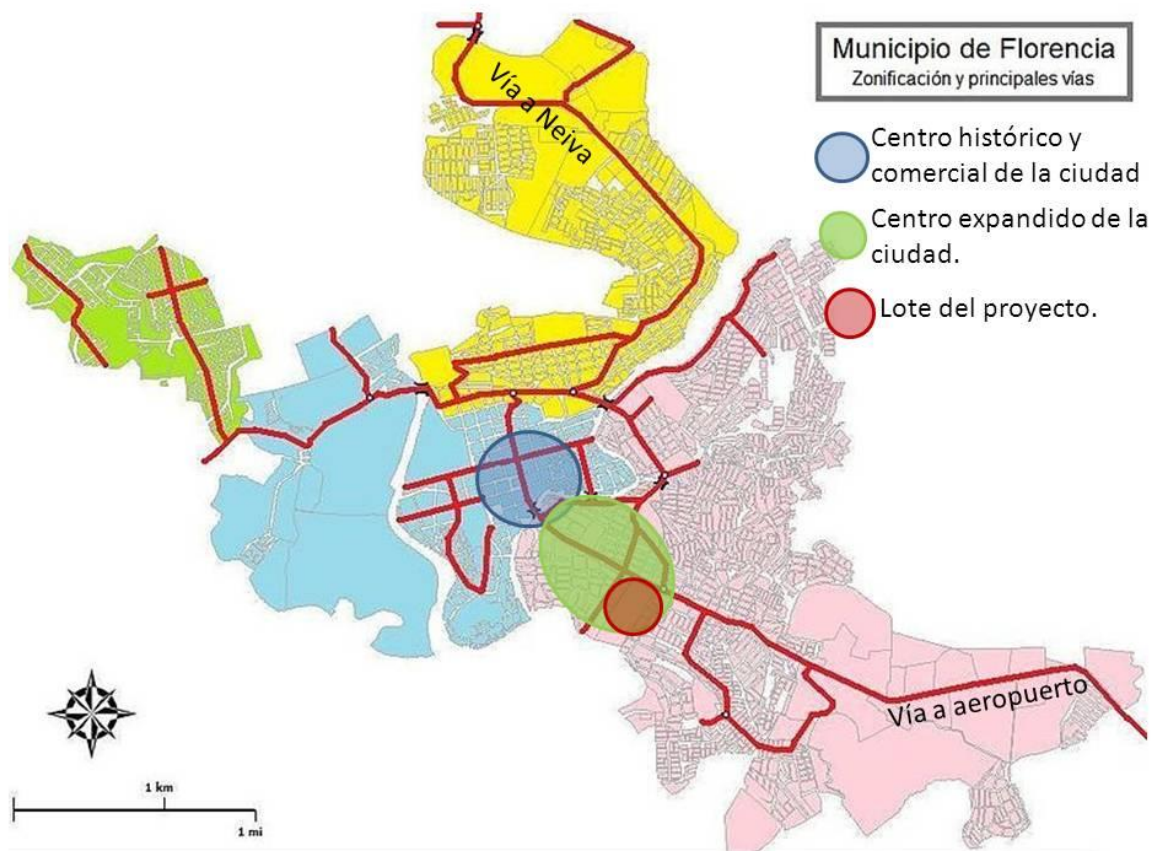 Municipio de Florencia
Zonificación y principales vías
Centro histórico y
comercial de la ciudad
Centro expandido de la
ciudad.
Lote del proyecto.
Vía a Neiva
Vía a aeropuerto
1 km
1 mi